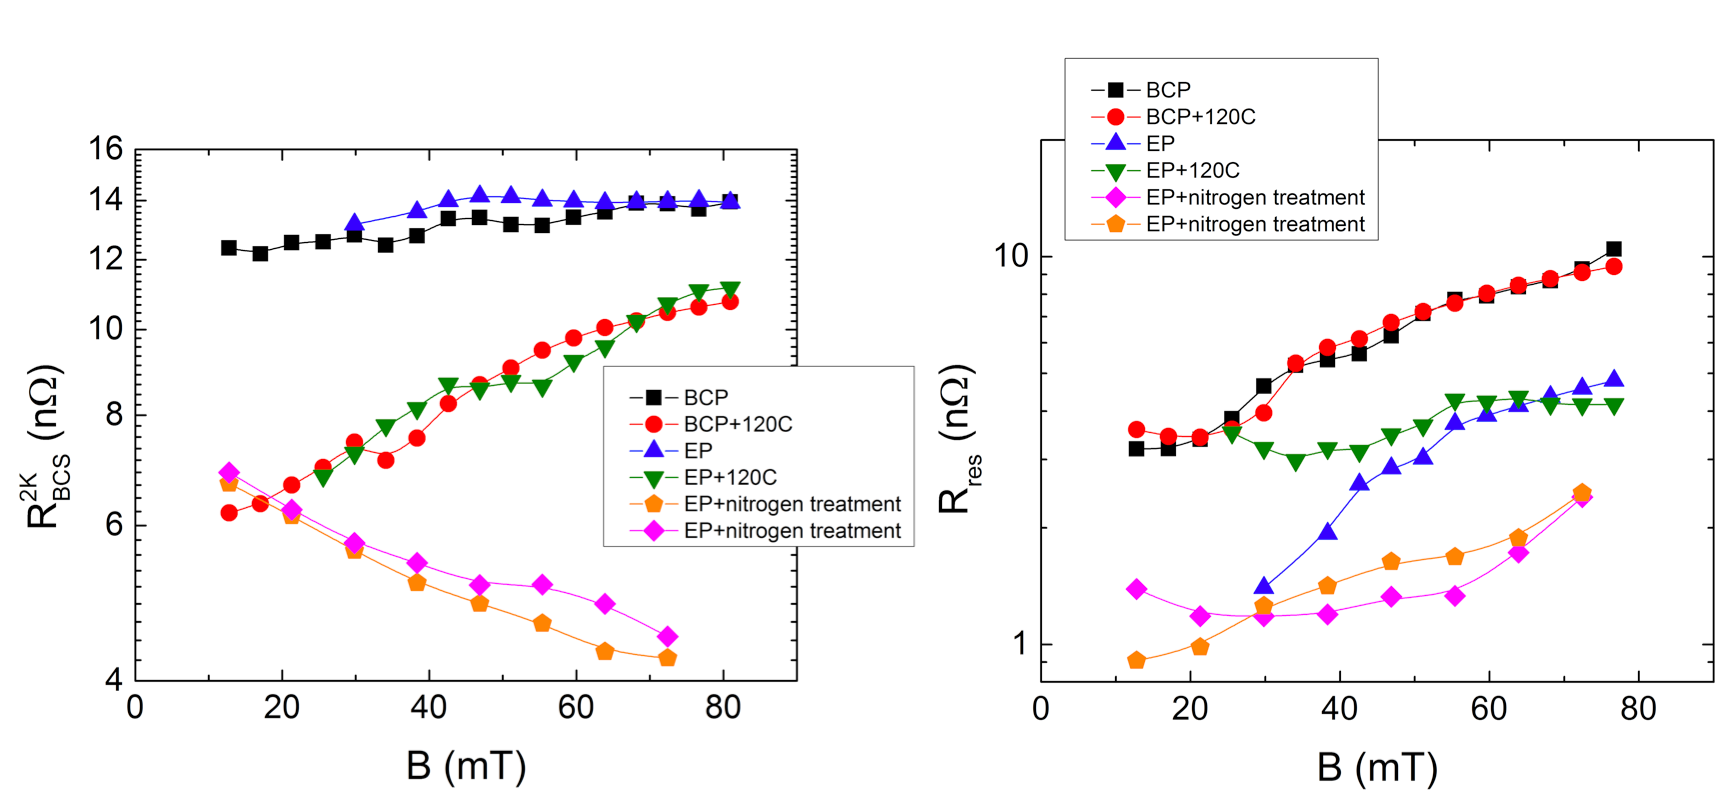 16
14
12
10
8
6
4
0
20
40
60
80
R2KBCS (nΩ)
B (mT)
BCP
BCP+120C
EP
EP+120C
EP+nitrogen treatment
EP+nitrogen treatment
BCP
BCP+120C
EP
EP+120C
EP+nitrogen treatment
EP+nitrogen treatment
10
1
0
20
40
60
80
Rres (nΩ)
B (mT)